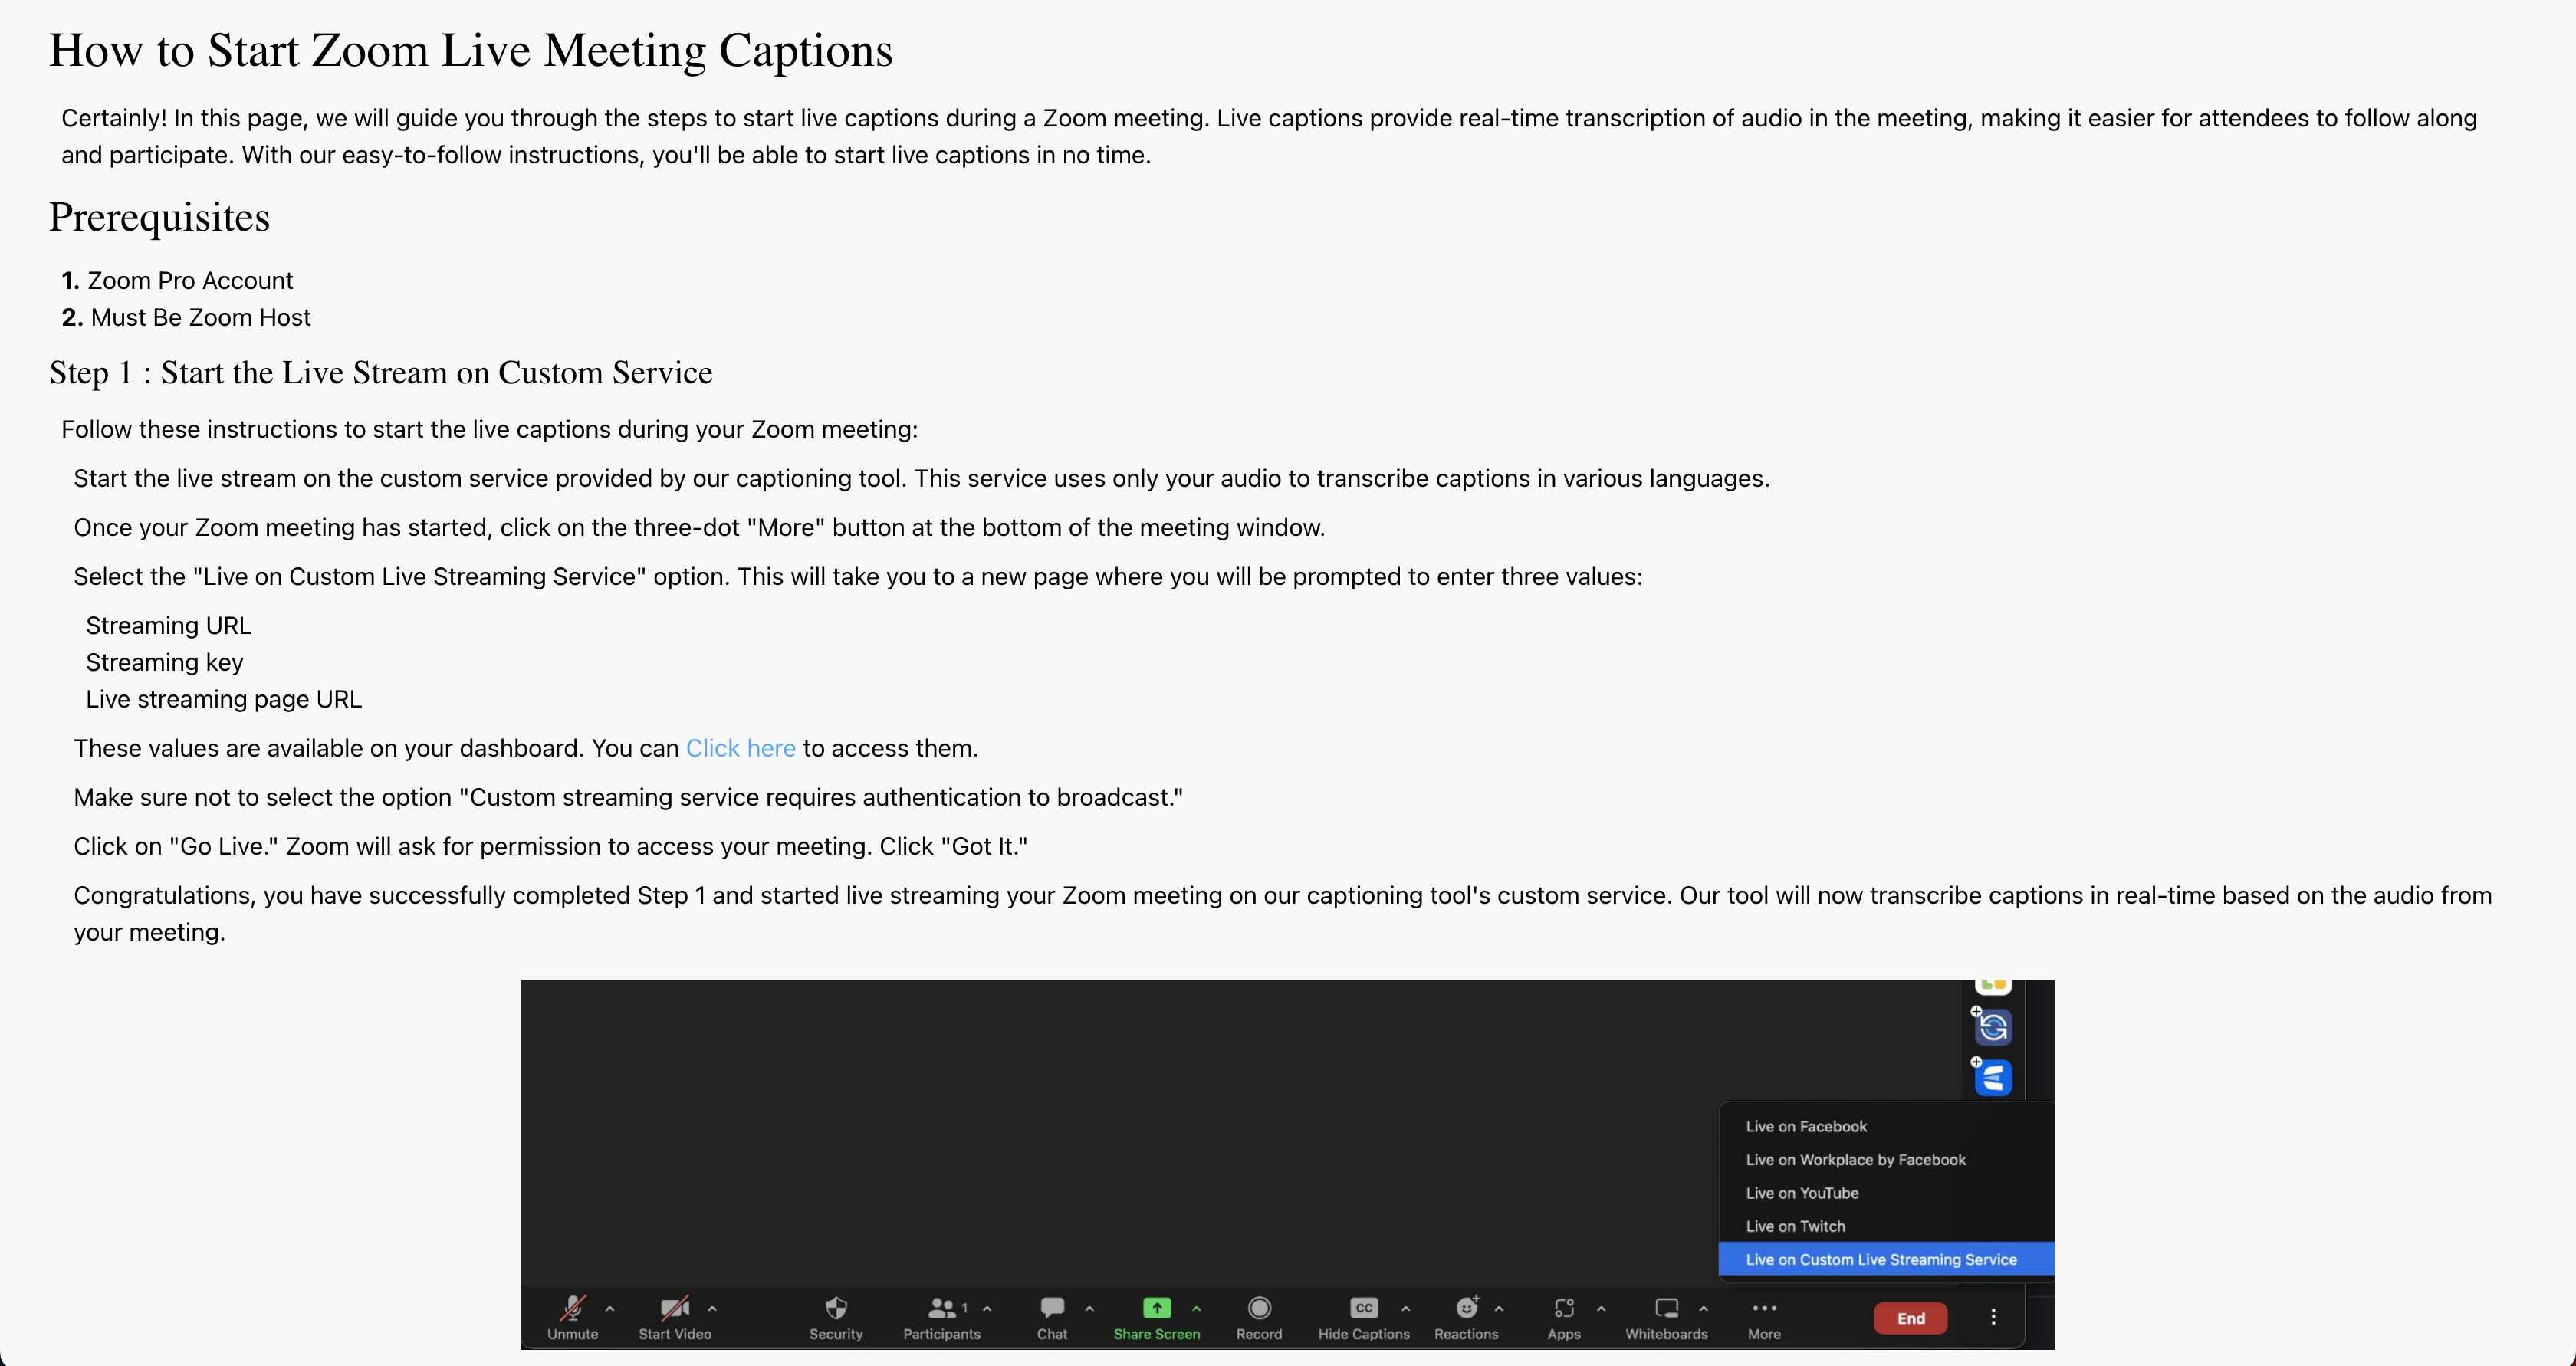 How to Start Zoom Live Meeting Captions
Certainly! In this page, we will guide you through the steps to start live captions during a Zoom meeting. Live captions provide real-time transcription of audio in the meeting, making it easier for attendees to follow along
and participate. With our easy-to-follow instructions, you'll be able to start live captions in no time.
Prerequisites
1. Zoom Pro Account
2. Must Be Zoom Host
Step 1 : Start the Live Stream on Custom Service
Follow these instructions to start the live captions during your Zoom meeting:
Start the live stream on the custom service provided by our captioning tool. This service uses only your audio to transcribe captions in various languages.
Once your Zoom meeting has started, click on the three-dot "More" button at the bottom of the meeting window.
Select the "Live on Custom Live Streaming Service" option. This will take you to a new page where you will be prompted to enter three values:
Streaming URL
Streaming key
Live streaming page URL
These values are available on your dashboard. You can Click here to access them.
Make sure not to select the option "Custom streaming service requires authentication to broadcast."
Click on "Go Live." Zoom will ask for permission to access your meeting. Click "Got It."
Congratulations, you have successfully completed Step 1 and started live streaming your Zoom meeting on our captioning tool's custom service. Our tool will now transcribe captions in real-time based on the audio from
your meeting.
Live on Facebook
Live on Workplace by Facebook
Live on YouTube
Live on Twitch
Live on Custom Live Streaming Service
1
CC
Unmute Start Video Security Participants Chat Share Screen Record Hide Captions Reactions Apps Whiteboards More End